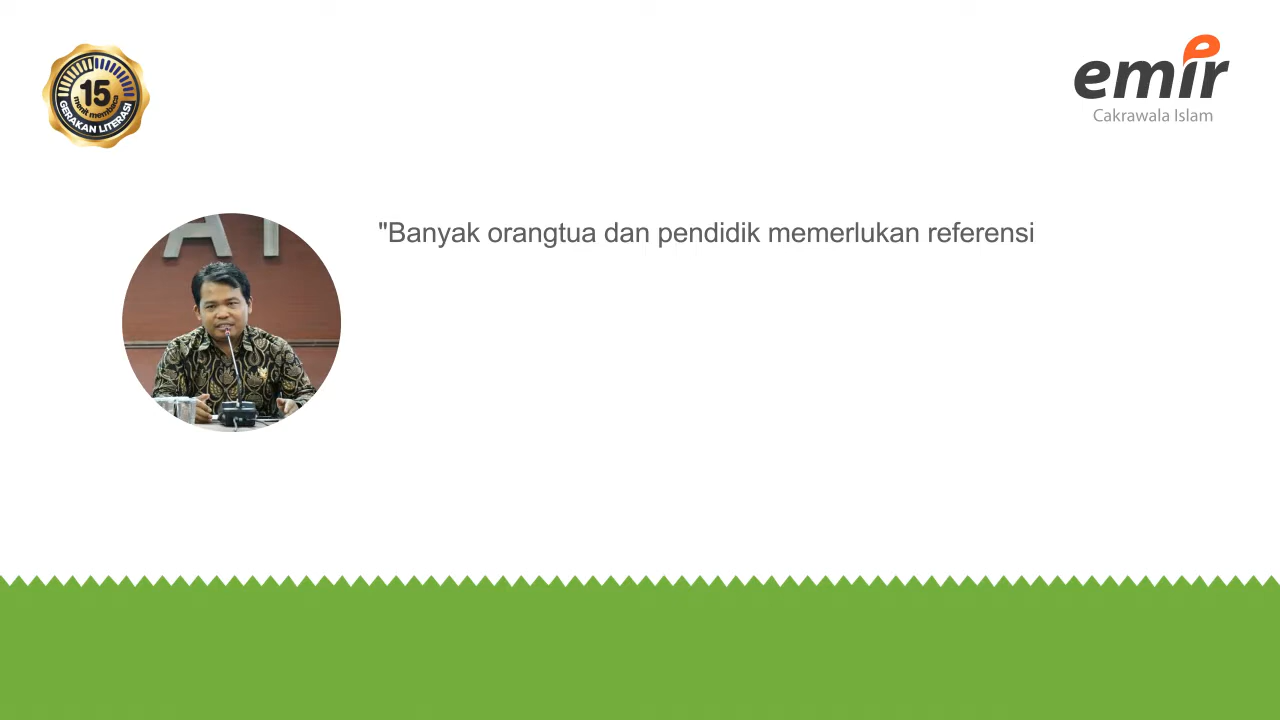 15
menit membaca
GERAKAN LITERASI
emir
Cakrawala Islam
"Banyak orangtua dan pendidik memerlukan referensi
A T